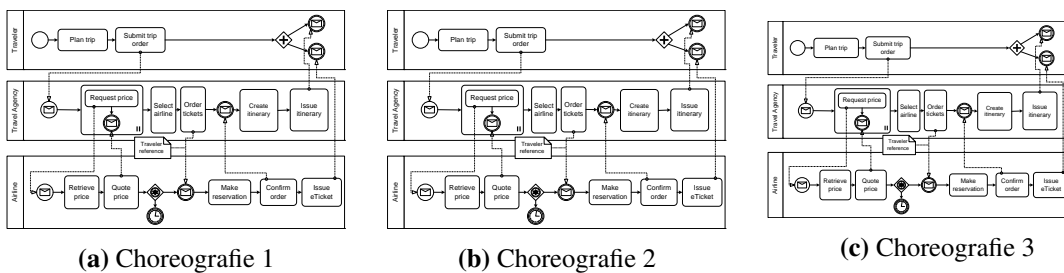 Traveler
Plan trip
Submit trip
order
Travel Agency
Request price
Select
airline
Order
tickets
Create
itinerary
Issue
itinerary
Traveler
reference
Airline
Retrieve
price
Quote
price
Make
reservation
Confirm
order
Issue
eTicket
(a) Choreografie 1
Traveler
Plan trip
Submit trip
order
Travel Agency
Request price
Select
airline
Order
tickets
Create
itinerary
Issue
itinerary
Traveler
reference
Airline
Retrieve
price
Quote
price
Make
reservation
Confirm
order
Issue
eTicket
(b) Choreografie 2
Traveler
Plan trip
Submit trip
order
Travel Agency
Request price
Select
airline
Order
tickets
Create
itinerary
Issue
itinerary
Traveler
reference
Airline
Retrieve
price
Quote
price
Make
reservation
Confirm
order
Issue
eTicket
(c) Choreografie 3